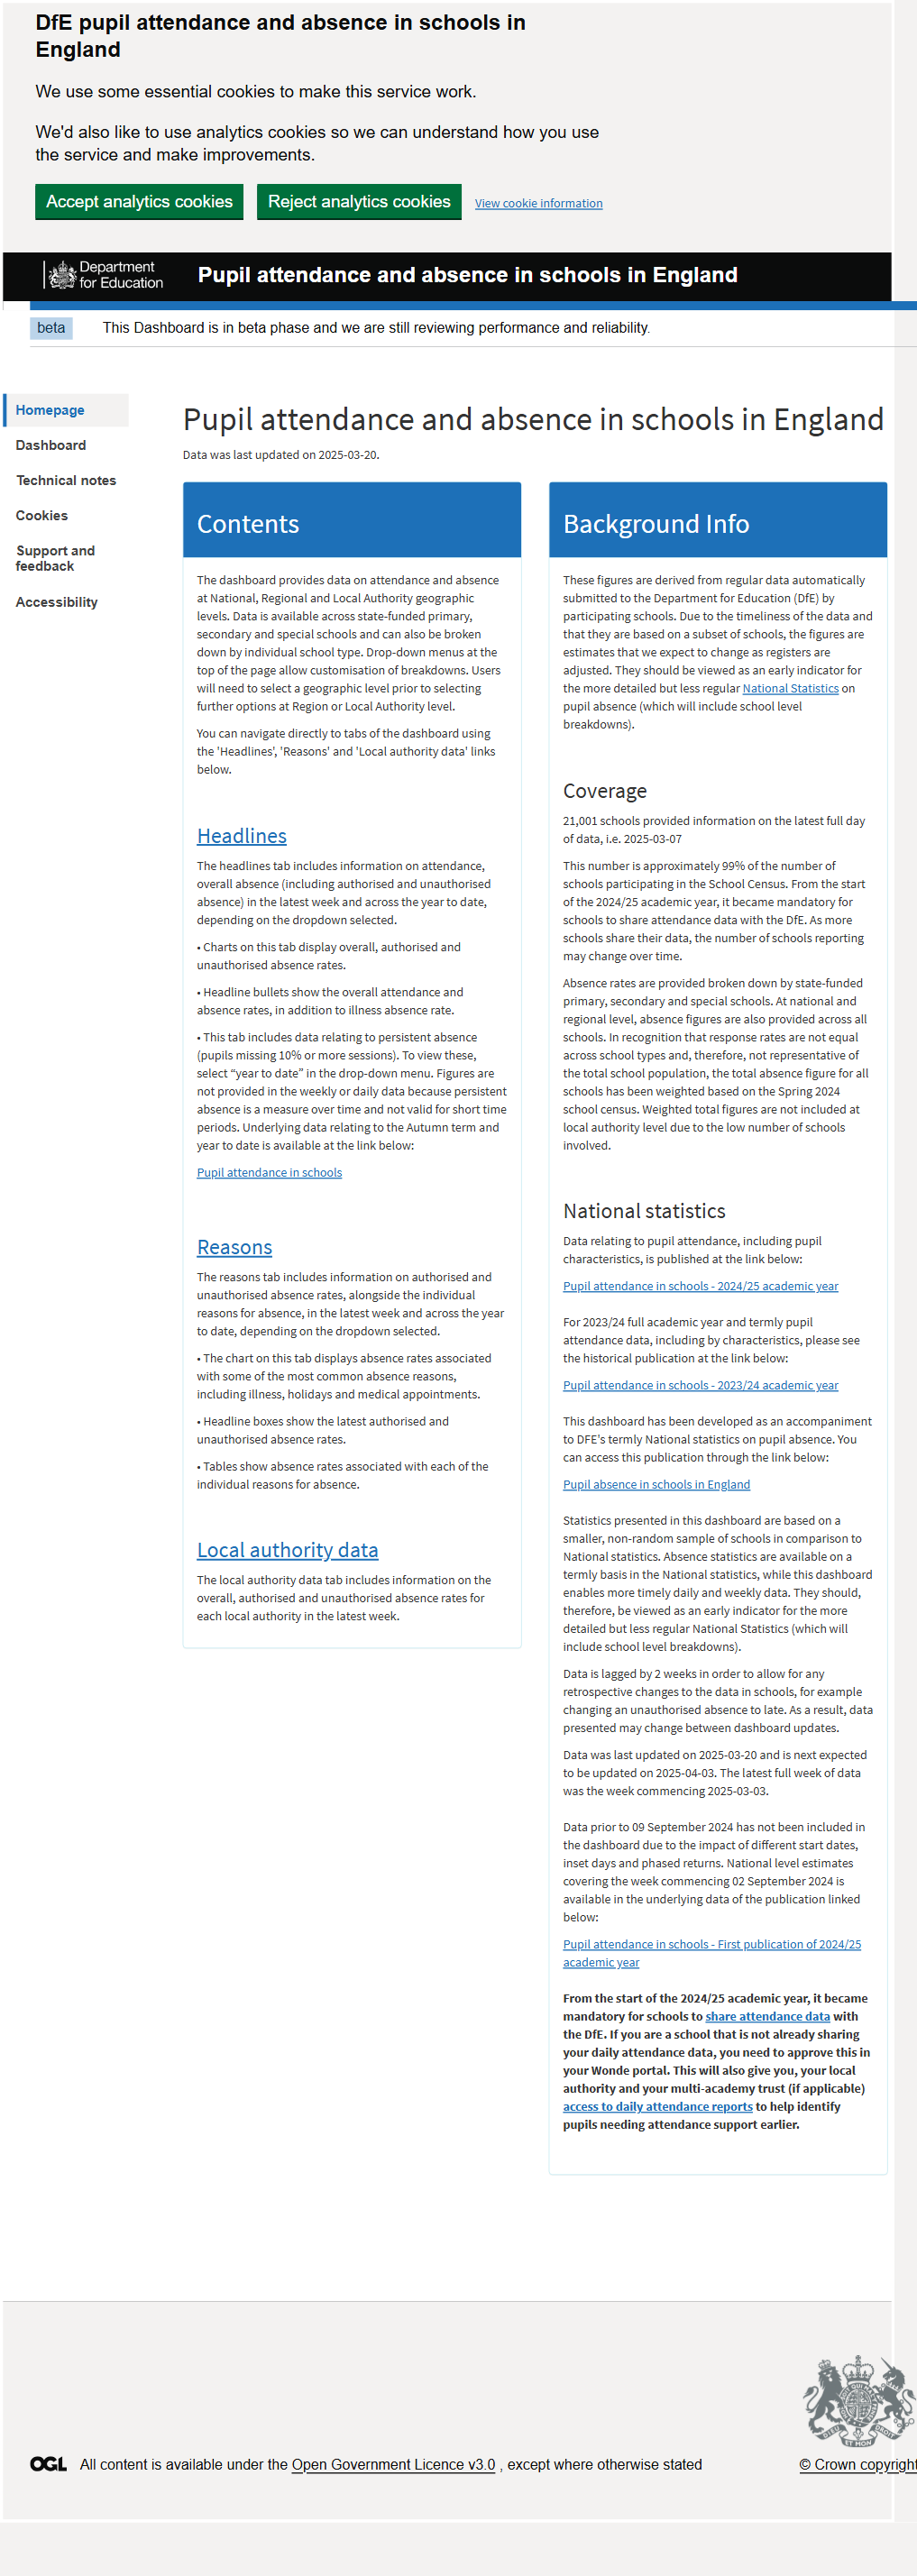 DfE pupil attendance and absence in schools in
England
We use some essential cookies to make this service work.
We'd also like to use analytics cookies so we can understand how you use
the service and make improvements.
Accept analytics cookies
Reject analytics cookies
View cookie information
Department
for Education
Pupil attendance and absence in schools in England
beta
This Dashboard is in beta phase and we are still reviewing performance and reliability.
Homepage
Dashboard
Technical notes
Cookies
Support and
feedback
Accessibility
Pupil attendance and absence in schools in England
Data was last updated on 2025-03-20.
Contents
The dashboard provides data on attendance and absence
at National, Regional and Local Authority geographic
levels. Data is available across state-funded primary,
secondary and special schools and can also be broken
down by individual school type. Drop-down menus at the
top of the page allow customisation of breakdowns. Users
will need to select a geographic level prior to selecting
further options at Region or Local Authority level.
You can navigate directly to tabs of the dashboard using
the 'Headlines', 'Reasons' and 'Local authority data' links
below.
Headlines
The headlines tab includes information on attendance,
overall absence (including authorised and unauthorised
absence) in the latest week and across the year to date,
depending on the dropdown selected.
• Charts on this tab display overall, authorised and
unauthorised absence rates.
• Headline bullets show the overall attendance and
absence rates, in addition to illness absence rate.
• This tab includes data relating to persistent absence
(pupils missing 10% or more sessions). To view these,
select “year to date” in the drop-down menu. Figures are
not provided in the weekly or daily data because persistent
absence is a measure over time and not valid for short time
periods. Underlying data relating to the Autumn term and
year to date is available at the link below:
Pupil attendance in schools
Reasons
The reasons tab includes information on authorised and
unauthorised absence rates, alongside the individual
reasons for absence, in the latest week and across the year
to date, depending on the dropdown selected.
• The chart on this tab displays absence rates associated
with some of the most common absence reasons,
including illness, holidays and medical appointments.
• Headline boxes show the latest authorised and
unauthorised absence rates.
• Tables show absence rates associated with each of the
individual reasons for absence.
Local authority data
The local authority data tab includes information on the
overall, authorised and unauthorised absence rates for
each local authority in the latest week.
Background Info
These figures are derived from regular data automatically
submitted to the Department for Education (DfE) by
participating schools. Due to the timeliness of the data and
that they are based on a subset of schools, the figures are
estimates that we expect to change as registers are
adjusted. They should be viewed as an early indicator for
the more detailed but less regular National Statistics on
pupil absence (which will include school level
breakdowns).
Coverage
21,001 schools provided information on the latest full day
of data, i.e. 2025-03-07
This number is approximately 99% of the number of
schools participating in the School Census. From the start
of the 2024/25 academic year, it became mandatory for
schools to share attendance data with the DfE. As more
schools share their data, the number of schools reporting
may change over time.
Absence rates are provided broken down by state-funded
primary, secondary and special schools. At national and
regional level, absence figures are also provided across all
schools. In recognition that response rates are not equal
across school types and, therefore, not representative of
the total school population, the total absence figure for all
schools has been weighted based on the Spring 2024
school census. Weighted total figures are not included at
local authority level due to the low number of schools
involved.
National statistics
Data relating to pupil attendance, including pupil
characteristics, is published at the link below:
Pupil attendance in schools - 2024/25 academic year
For 2023/24 full academic year and termly pupil
attendance data, including by characteristics, please see
the historical publication at the link below:
Pupil attendance in schools - 2023/24 academic year
This dashboard has been developed as an accompaniment
to DFE's termly National statistics on pupil absence. You
can access this publication through the link below:
Pupil absence in schools in England
Statistics presented in this dashboard are based on a
smaller, non-random sample of schools in comparison to
National statistics. Absence statistics are available on a
termly basis in the National statistics, while this dashboard
enables more timely daily and weekly data. They should,
therefore, be viewed as an early indicator for the more
detailed but less regular National Statistics (which will
include school level breakdowns).
Data is lagged by 2 weeks in order to allow for any
retrospective changes to the data in schools, for example
changing an unauthorised absence to late. As a result, data
presented may change between dashboard updates.
Data was last updated on 2025-03-20 and is next expected
to be updated on 2025-04-03. The latest full week of data
was the week commencing 2025-03-03.
Data prior to 09 September 2024 has not been included in
the dashboard due to the impact of different start dates,
inset days and phased returns. National level estimates
covering the week commencing 02 September 2024 is
available in the underlying data of the publication linked
below:
Pupil attendance in schools - First publication of 2024/25
academic year
From the start of the 2024/25 academic year, it became
mandatory for schools to share attendance data with
the DfE. If you are a school that is not already sharing
your daily attendance data, you need to approve this in
your Wonde portal. This will also give you, your local
authority and your multi-academy trust (if applicable)
access to daily attendance reports to help identify
pupils needing attendance support earlier.
OGL
All content is available under the Open Government Licence v3.0 , except where otherwise stated
© Crown copyright